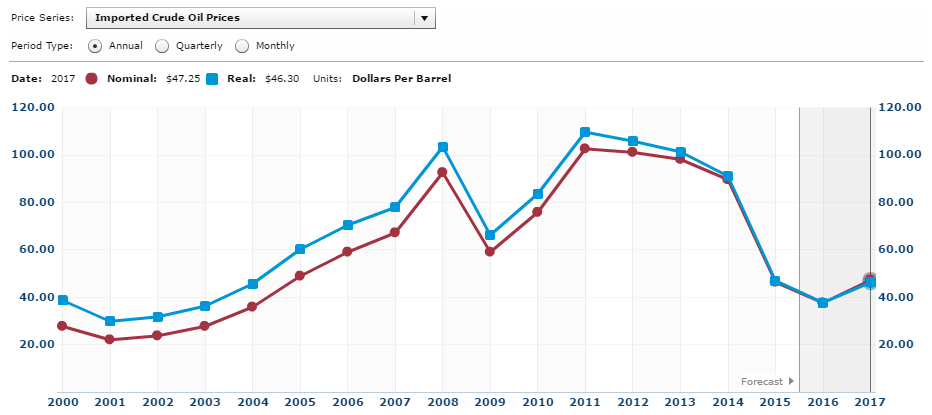 Price Series: Imported Crude Oil Prices
Period Type: Annual Quarterly Monthly
Date: 2017 Nominal: $47.25 Real: $46.30 Units: Dollars Per Barrel
120.00 120.00
100.00 100.00
80.00 80.00
60.00 60.00
40.00 40.00
20.00 20.00
Forecast
2000 2001 2002 2003 2004 2005 2006 2007 2008 2009 2010 2011 2012 2013 2014 2015 2016 2017